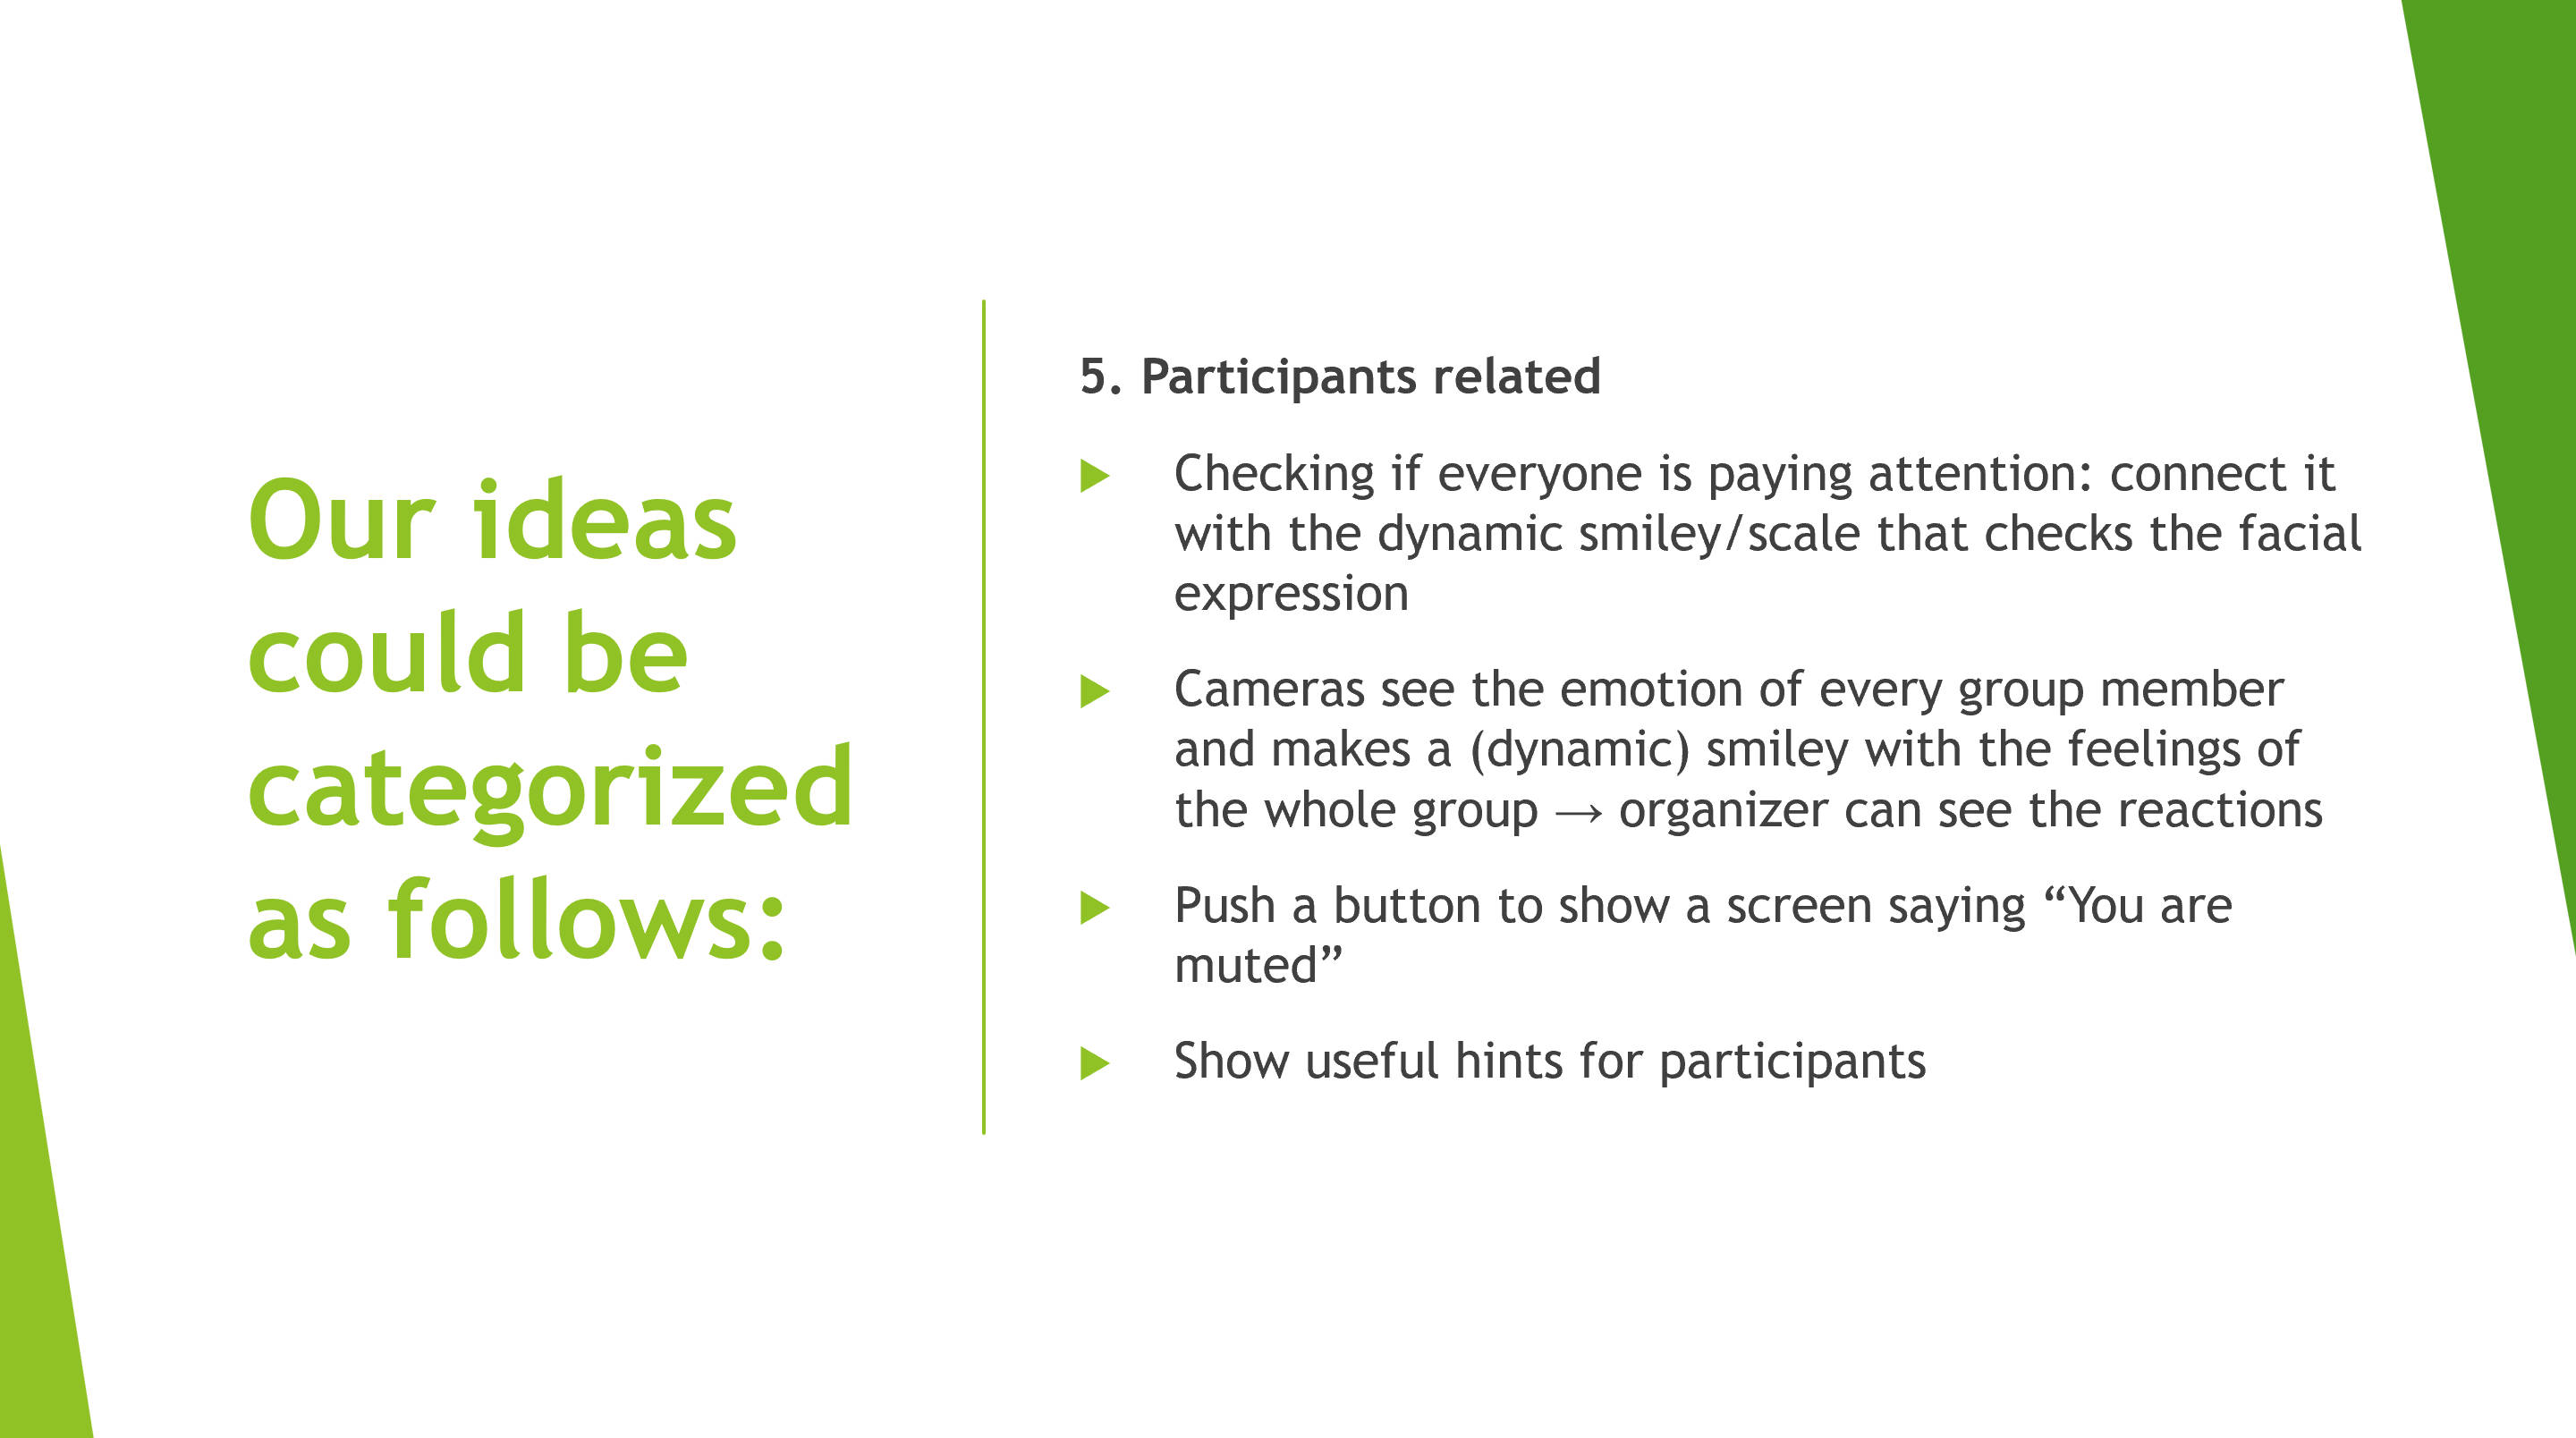 Our ideas
could be
categorized
as follows:
5. Participants related
Checking if everyone is paying attention: connect it
with the dynamic smiley/scale that checks the facial
expression
Cameras see the emotion of every group member
and makes a (dynamic) smiley with the feelings of
the whole group → organizer can see the reactions
Push a button to show a screen saying “You are
muted”
Show useful hints for participants